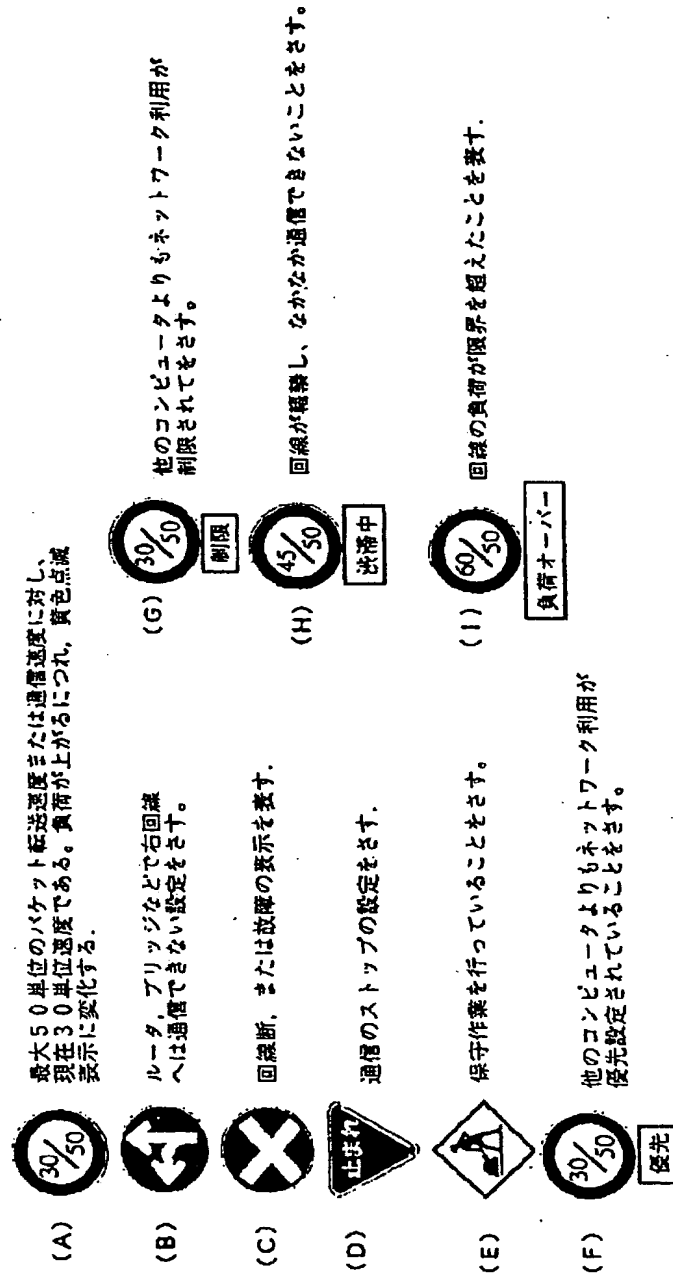 (A)
30/50
最大50単位のパケット転送速度または通信速度に対し、
現在30単位速度である。負荷が上がるにつれ，黄色点滅
表示に変化する．
(B)
ルータ，ブリッジなどで右回線
へは通信できない設定をさす。
(C)
回線断，または故障の表示を表す．
(D)
止まれ
通信のストップの設定をさす．
(E)
保守作業を行っていることをさす。
(F)
30/50
優先
他のコンピュータよりもネットワーク利用が
優先設定されていることをさす。
(G)
30/50
制限
他のコンピュータよりもネットワーク利用が
制限されてをさす。
(H)
45/50
渋滞中
回線が輻輳し、なかなか通信できないことをさす。
(I)
60/50
負荷オーバー
回線の負荷が限界を超えたことを表す．